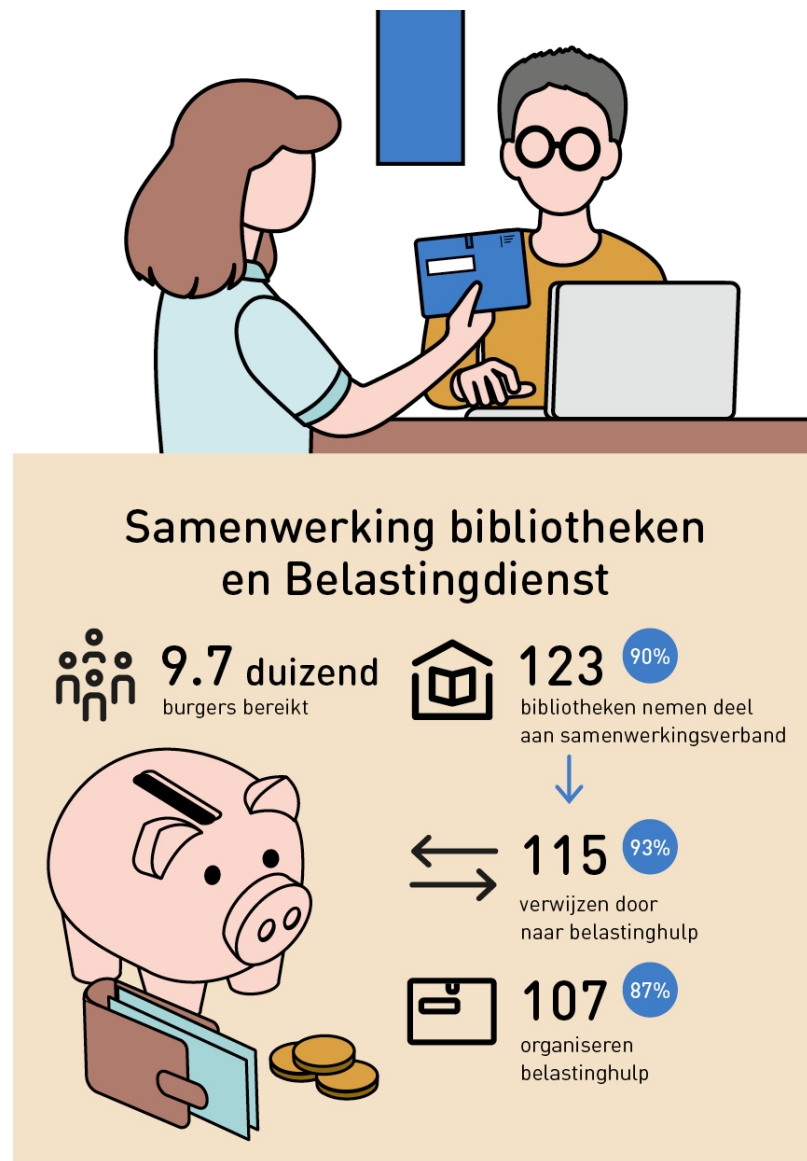 Samenwerking bibliotheken
en Belastingdienst
9.7 duizend
burgers bereikt
123 90%
bibliotheken nemen deel
aan samenwerkingsverband
115 93%
verwijzen door
naar belastinghulp
107 87%
organiseren
belastinghulp